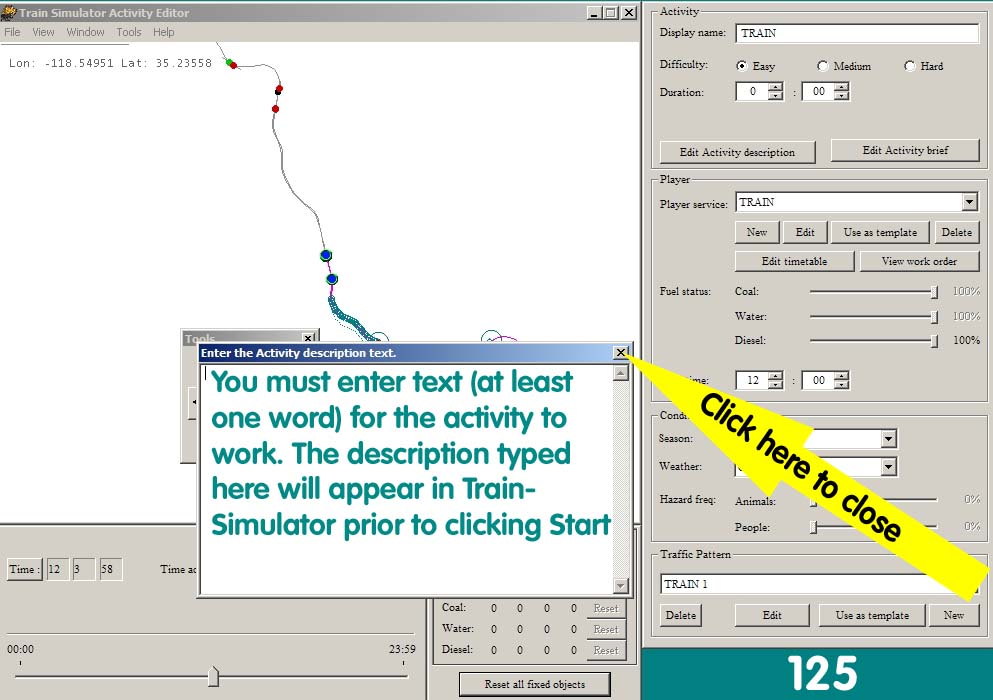 Train Simulator Activity Editor
File View Window Tools Help
Lon: -118.54951 Lat: 35.23558
Tools
Enter the Activity description text.
You must enter text (at least
one word) for the activity to
work. The description typed
here will appear in Train-
Simulator prior to clicking Start
Click here to close
Time : 12 3 58
00:00 23:59
Coal: 0 0 0 0 Reset
Water: 0 0 0 0 Reset
Diesel: 0 0 0 0 Reset
Reset all fixed objects
Activity
Display name: TRAIN
Difficulty: Easy Medium Hard
Duration: 0 : 00
Edit Activity description Edit Activity brief
Player
Player service: TRAIN
New Edit Use as template Delete
Edit timetable View work order
Fuel status: Coal: 100%
Water: 100%
Diesel: 100%
12 : 00
Season:
Weather:
Hazard freq: Animals: 0%
People: 0%
Traffic Pattern
TRAIN 1
Delete Edit Use as template New
125